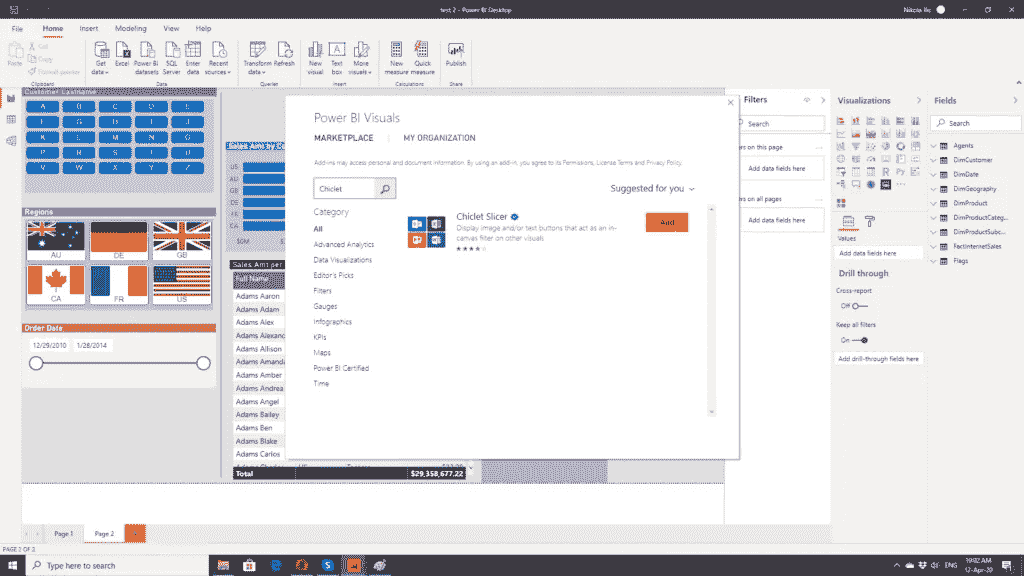 test 2 - Power BI Desktop
Nikola Ilic
File Home Insert Modeling View Help
Cut
Copy
Format painter
Paste
Clipboard
Get data
Excel
Power BI datasets
SQL Server
Enter data
Recent sources
Data
Transform data
Refresh
Queries
New visual
Text box
More visuals
Insert
New measure
Quick measure
Calculations
Publish
Share
Customer Lastname
A B C D E
F G H I J
K L M N O
P R S T U
V W X Y Z
Regions
AU DE GB
CA FR US
Order Date
12/29/2010 1/28/2014
Sales Amt by C
US
AU
GB
DE
FR
CA
$0M
Sales Amt per
Full Name
Adams Aaron
Adams Adam
Adams Alex
Adams Alexand
Adams Allison
Adams Amanda
Adams Amber
Adams Andrea
Adams Angel
Adams Bailey
Adams Ben
Adams Blake
Adams Carlos
Total $29,358,677.22
Power BI Visuals
MARKETPLACE | MY ORGANIZATION
Add-ins may access personal and document information. By using an add-in, you agree to its Permissions, License Terms and Privacy Policy.
Chiclet
Suggested for you
Category
All
Advanced Analytics
Data Visualizations
Editor's Picks
Filters
Gauges
Infographics
KPIs
Maps
Power BI Certified
Time
Chiclet Slicer
Display image and/or text buttons that act as an in-
canvas filter on other visuals
Add
Filters
Search
rs on this page
Add data fields here
rs on all pages
Add data fields here
Visualizations
Values
Add data fields here
Drill through
Cross-report
Off
Keep all filters
On
Add drill-through fields here
Fields
Search
Agents
DimCustomer
DimDate
DimGeography
DimProduct
DimProductCateg...
DimProductSubc...
FactInternetSales
Flags
Page 1 Page 2 +
PAGE 2 OF 2
Type here to search
ENG
12-Apr-20